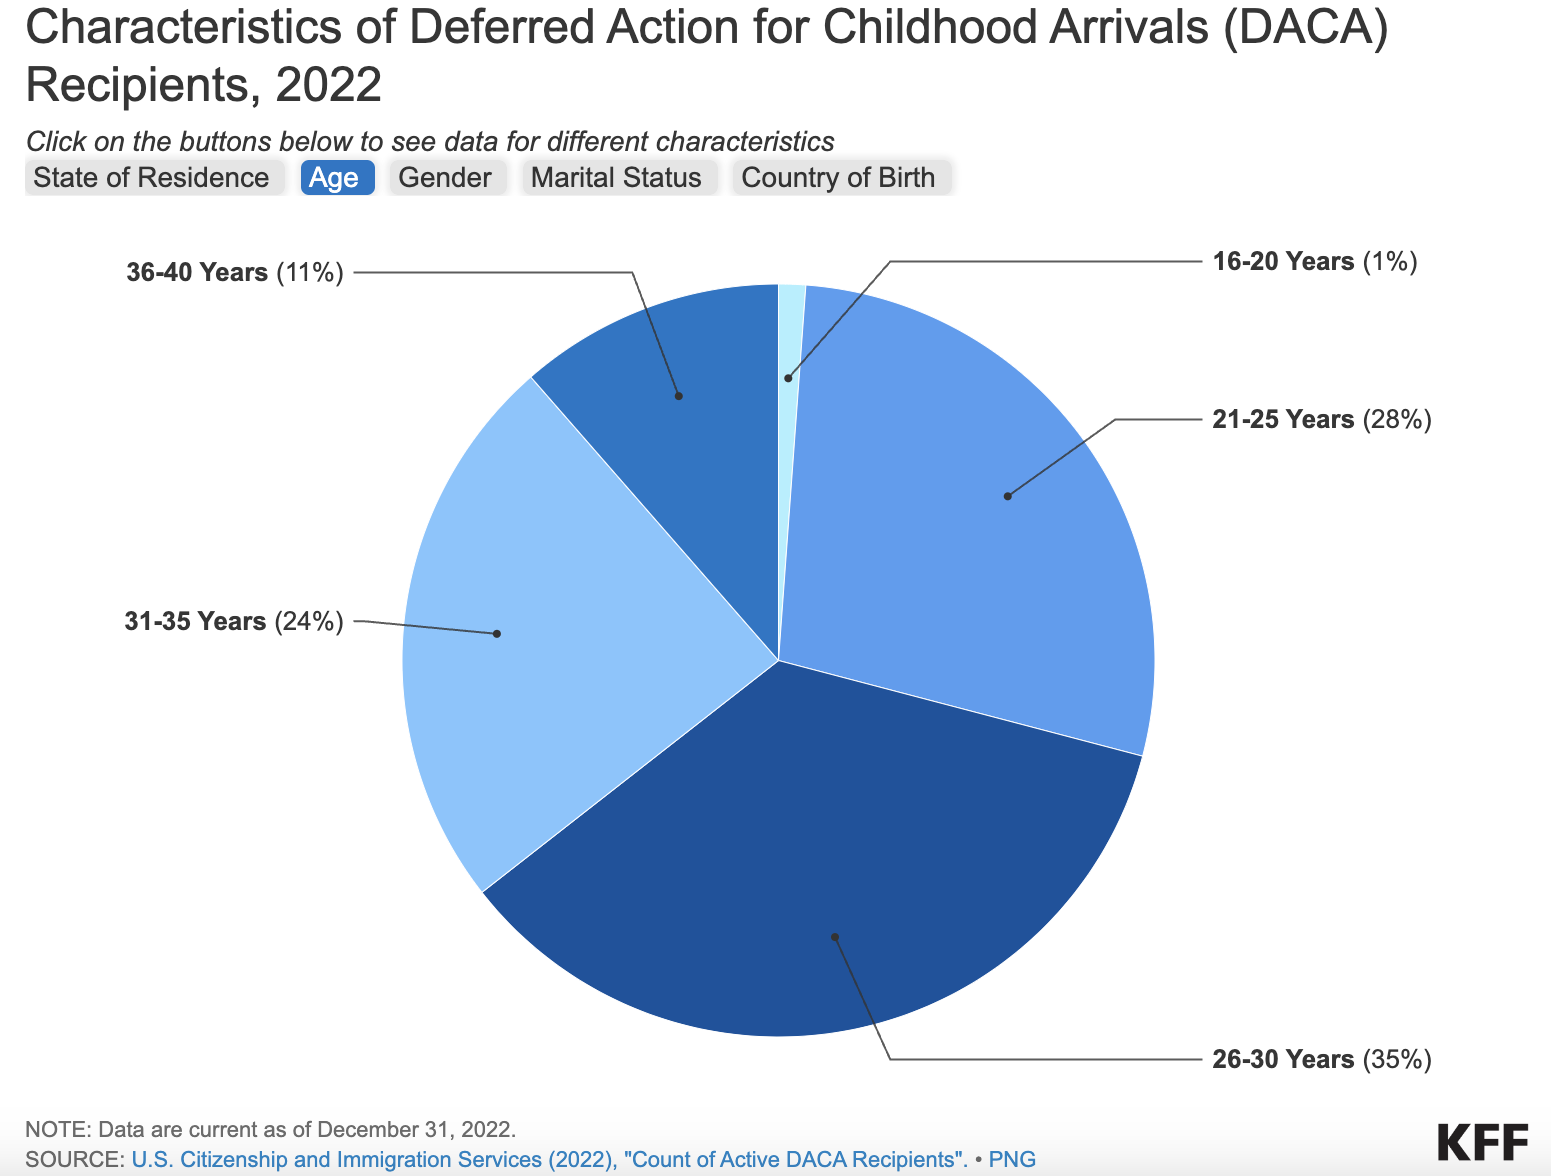 Characteristics of Deferred Action for Childhood Arrivals (DACA)
Recipients, 2022
Click on the buttons below to see data for different characteristics
State of Residence Age Gender Marital Status Country of Birth
16-20 Years (1%)
36-40 Years (11%)
21-25 Years (28%)
31-35 Years (24%)
26-30 Years (35%)
NOTE: Data are current as of December 31, 2022.
SOURCE: U.S. Citizenship and Immigration Services (2022), "Count of Active DACA Recipients". • PNG
KFF